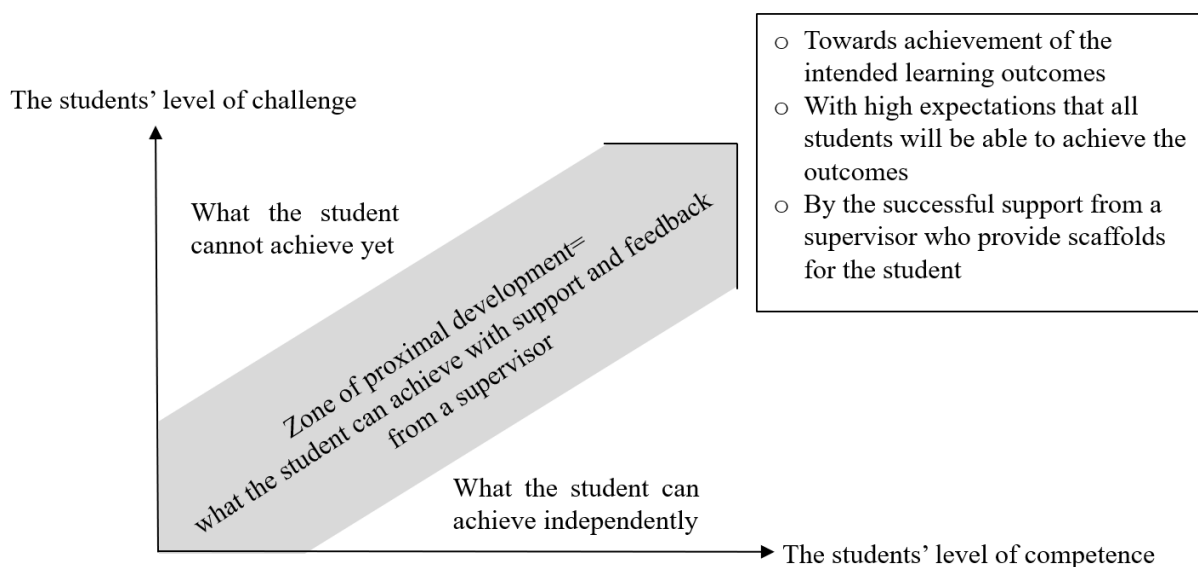 The students’ level of challenge
What the student
cannot achieve yet
Zone of proximal development=
what the student can achieve with support and feedback
from a supervisor
What the student can
achieve independently
The students’ level of competence
o Towards achievement of the
intended learning outcomes
o With high expectations that all
students will be able to achieve the
outcomes
o By the successful support from a
supervisor who provide scaffolds
for the student